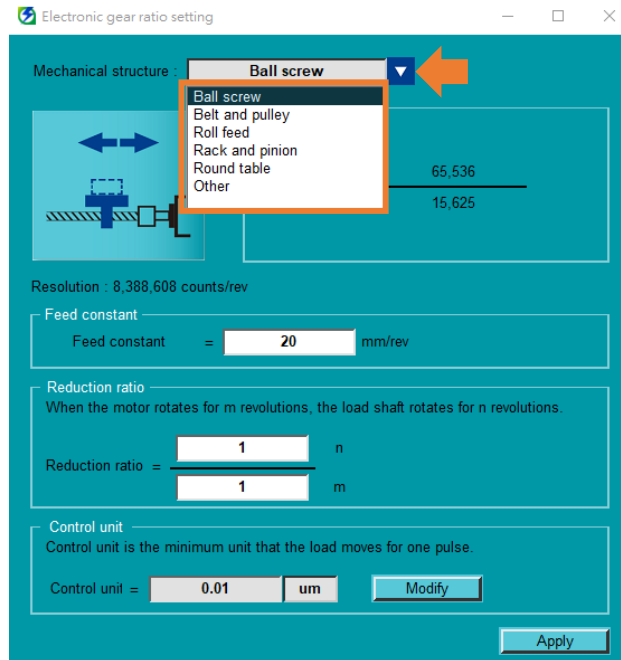 Electronic gear ratio setting
Mechanical structure : Ball screw
Ball screw
Belt and pulley
Roll feed
Rack and pinion
Round table
Other
65,536
15,625
Resolution : 8,388,608 counts/rev
Feed constant
Feed constant = 20 mm/rev
Reduction ratio
When the motor rotates for m revolutions, the load shaft rotates for n revolutions.
1 n
Reduction ratio =
1 m
Control unit
Control unit is the minimum unit that the load moves for one pulse.
Control unit = 0.01 um Modify
Apply